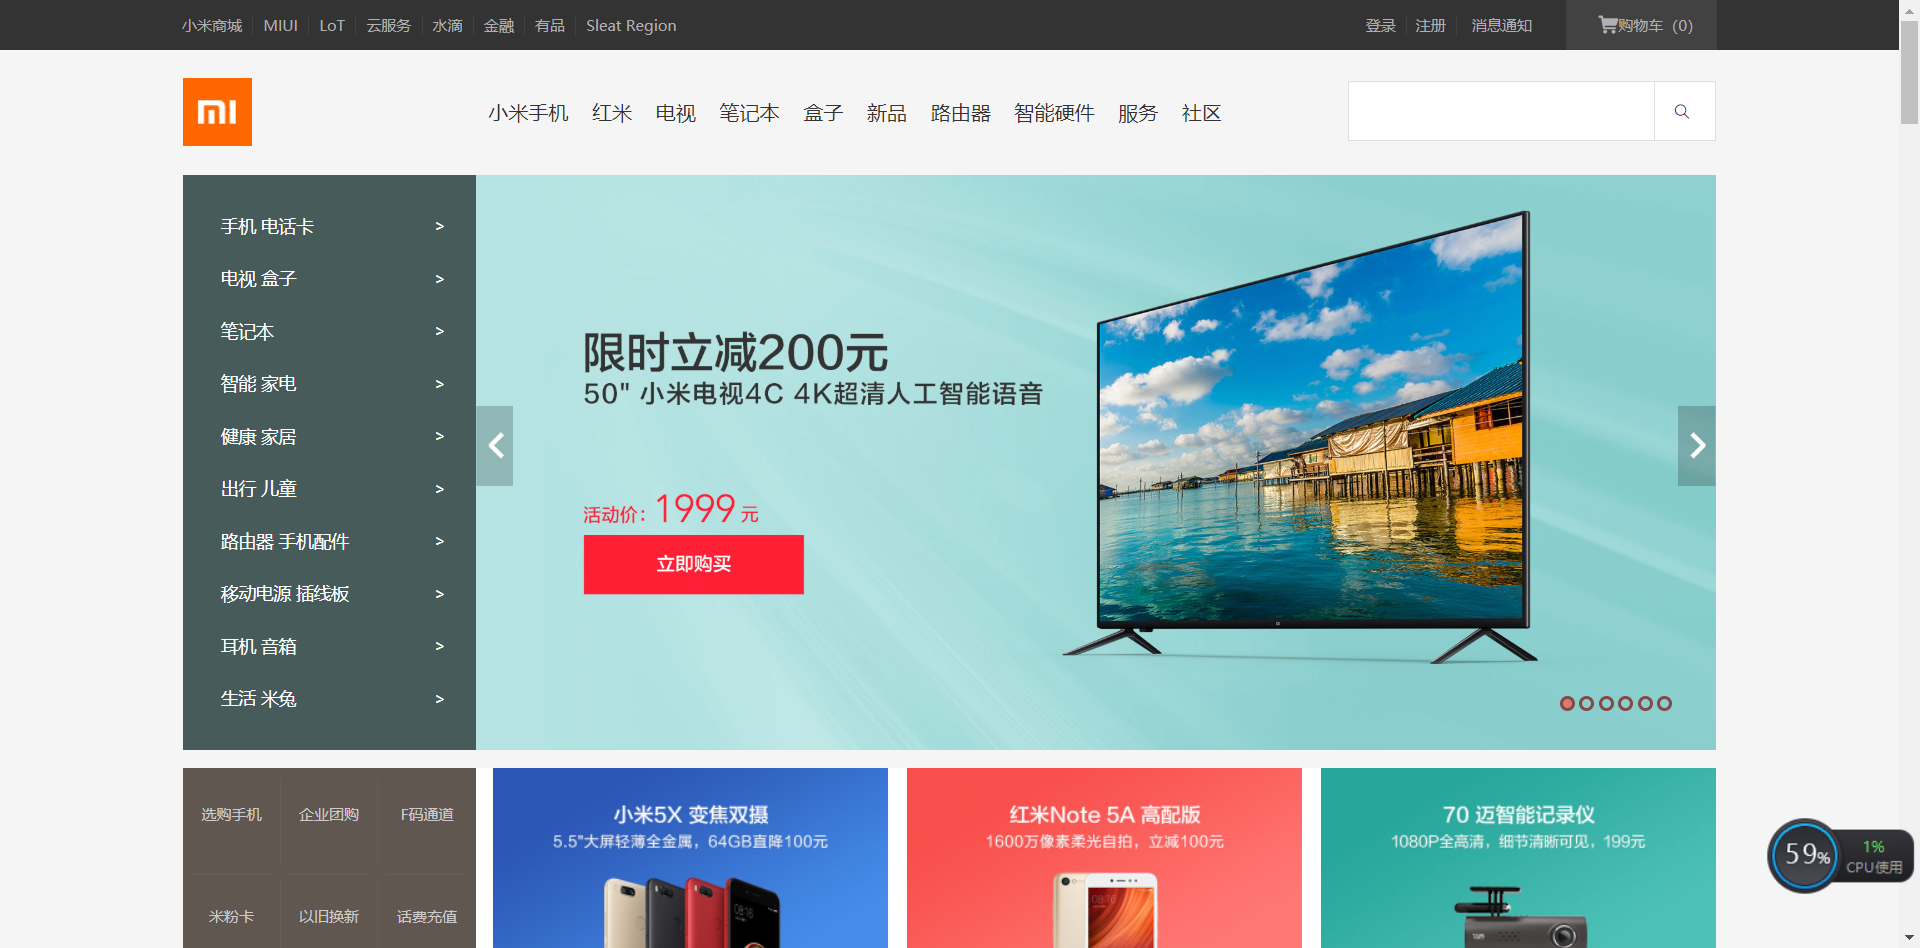 小米商城 MIUI LoT 云服务 水滴 金融 有品 Sleat Region 登录 注册 消息通知 购物车 (0)
mi 小米手机 红米 电视 笔记本 盒子 新品 路由器 智能硬件 服务 社区
手机 电话卡 >
电视 盒子 >
笔记本 >
智能 家电 >
健康 家居 >
出行 儿童 >
路由器 手机配件 >
移动电源 插线板 >
耳机 音箱 >
生活 米兔 >
限时立减200元
50" 小米电视4C 4K超清人工智能语音
活动价：1999元
立即购买
选购手机 企业团购 F码通道
米粉卡 以旧换新 话费充值
小米5X 变焦双摄
5.5"大屏轻薄全金属，64GB直降100元
08:16
红米Note 5A 高配版
1600万像素柔光自拍，立减100元
70 迈智能记录仪
1080P全高清，细节清晰可见，199元
59%
1%
CPU使用